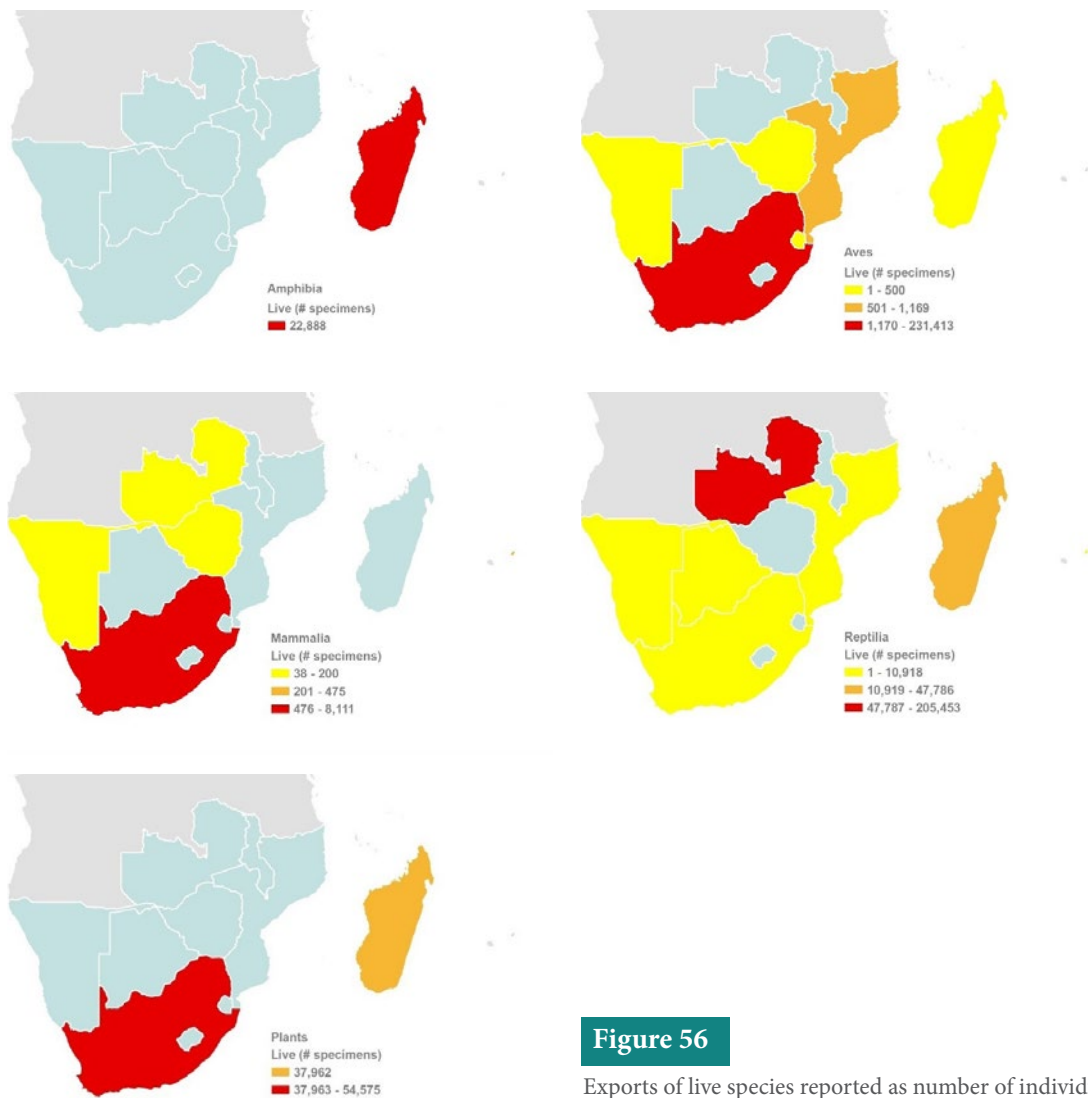 Amphibia
Live (# specimens)
22,888
Aves
Live (# specimens)
1 - 500
501 - 1,169
1,170 - 231,413
Mammalia
Live (# specimens)
38 - 200
201 - 475
476 - 8,111
Reptilia
Live (# specimens)
1 - 10,918
10,919 - 47,786
47,787 - 205,453
Plants
Live (# specimens)
37,962
37,963 - 54,575
Figure 56
Exports of live species reported as number of individ